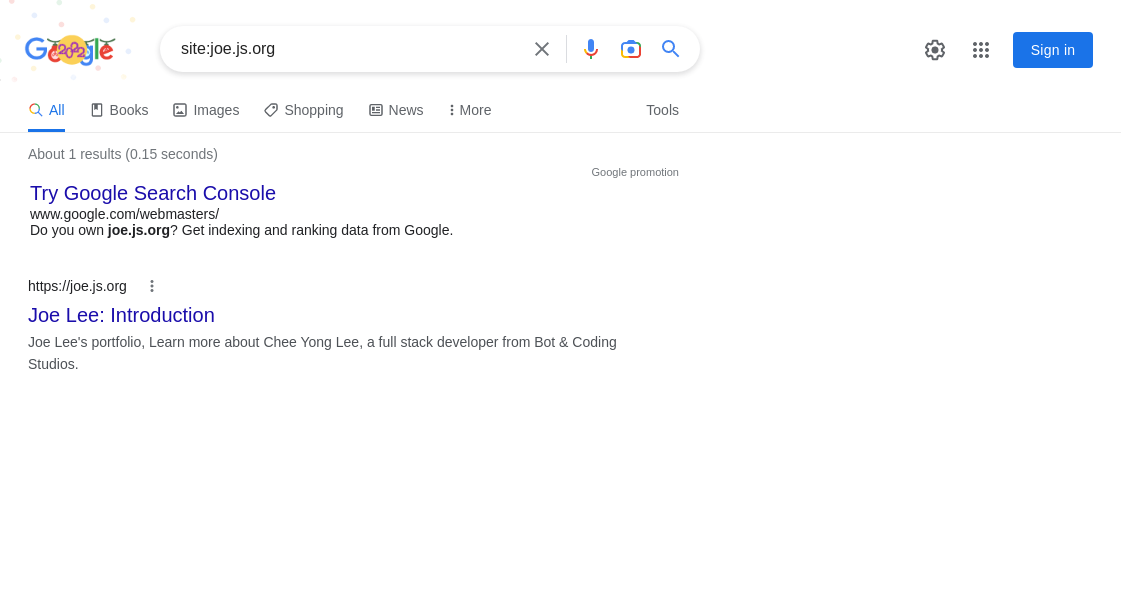 Google
site:joe.js.org
Sign in
All
Books
Images
Shopping
News
More
Tools
About 1 results (0.15 seconds)
Google promotion
Try Google Search Console
www.google.com/webmasters/
Do you own joe.js.org? Get indexing and ranking data from Google.
https://joe.js.org
Joe Lee: Introduction
Joe Lee's portfolio, Learn more about Chee Yong Lee, a full stack developer from Bot & Coding
Studios.